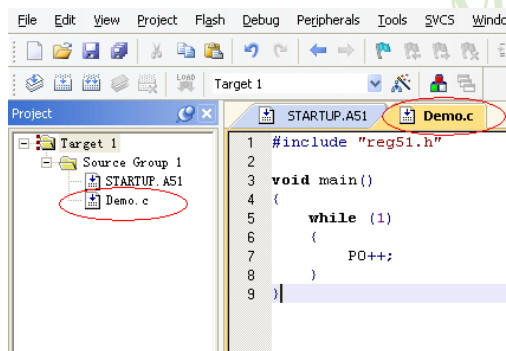 File Edit View Project Flash Debug Peripherals Tools SVCS Windo
LOAD Target 1
Project STARTUP.A51 Demo.c
Target 1
Source Group 1
STARTUP.A51
Demo.c
1 #include "reg51.h"
2
3 void main()
4 {
5 while (1)
6 {
7 P0++;
8 }
9 }